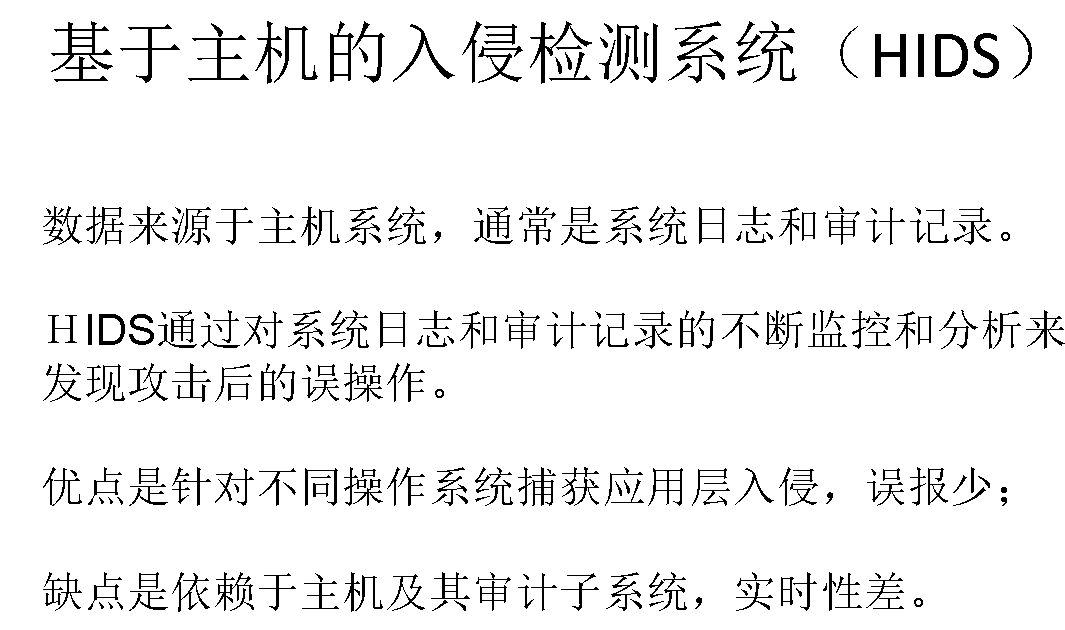 基于主机的入侵检测系统（HIDS）
数据来源于主机系统，通常是系统日志和审计记录。
ＨIDS通过对系统日志和审计记录的不断监控和分析来
发现攻击后的误操作。
优点是针对不同操作系统捕获应用层入侵，误报少；
缺点是依赖于主机及其审计子系统，实时性差。